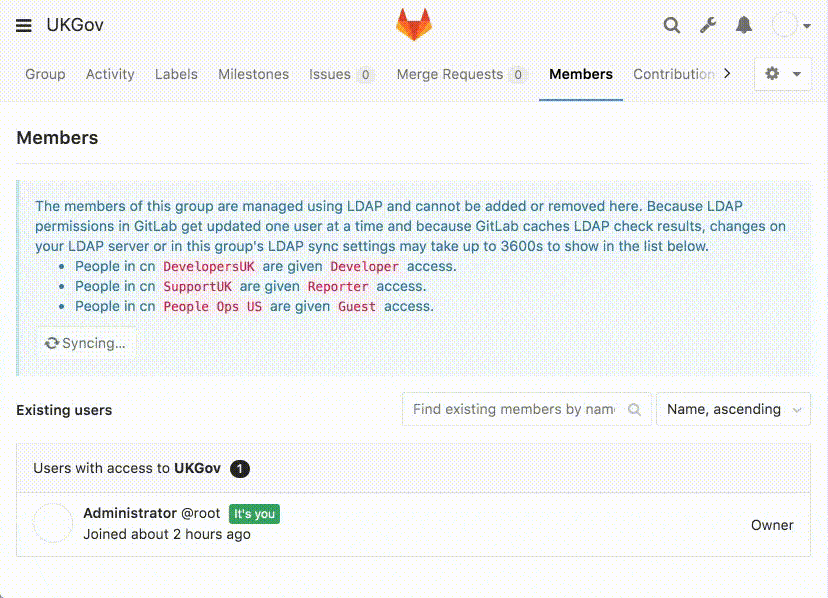 UKGov
Group Activity Labels Milestones Issues 0 Merge Requests 0 Members Contribution
Members
The members of this group are managed using LDAP and cannot be added or removed here. Because LDAP
permissions in GitLab get updated one user at a time and because GitLab caches LDAP check results, changes on
your LDAP server or in this group's LDAP sync settings may take up to 3600s to show in the list below.
• People in cn DevelopersUK are given Developer access.
• People in cn SupportUK are given Reporter access.
• People in cn People Ops US are given Guest access.
Syncing...
Existing users
Find existing members by nam
Name, ascending
Users with access to UKGov 1
Administrator @root It's you
Joined about 2 hours ago
Owner